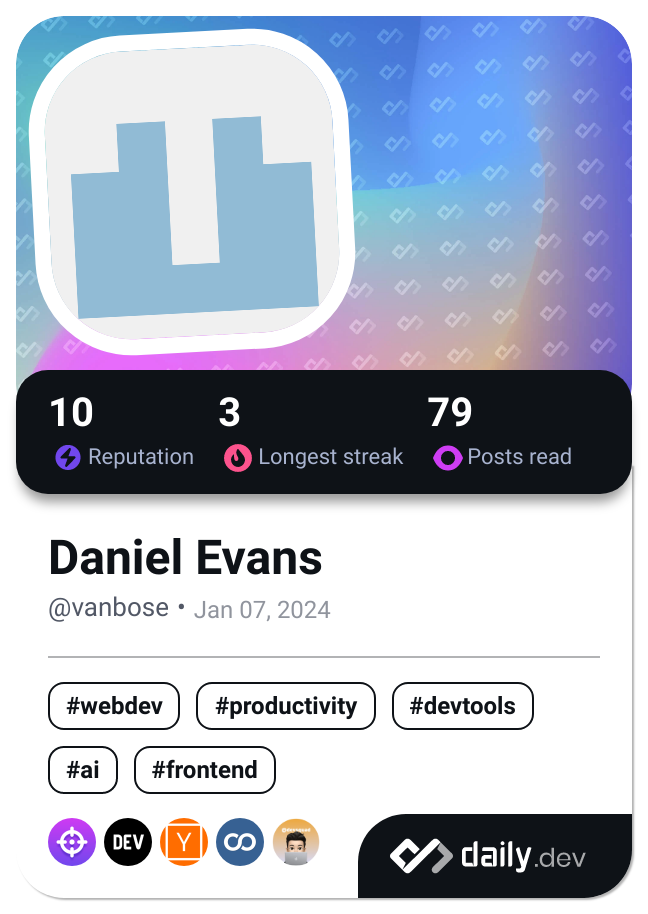 10 3 79
Reputation Longest streak Posts read
Daniel Evans
@vanbose • Jan 07, 2024
#webdev #productivity #devtools
#ai #frontend
DEV Y daily.dev